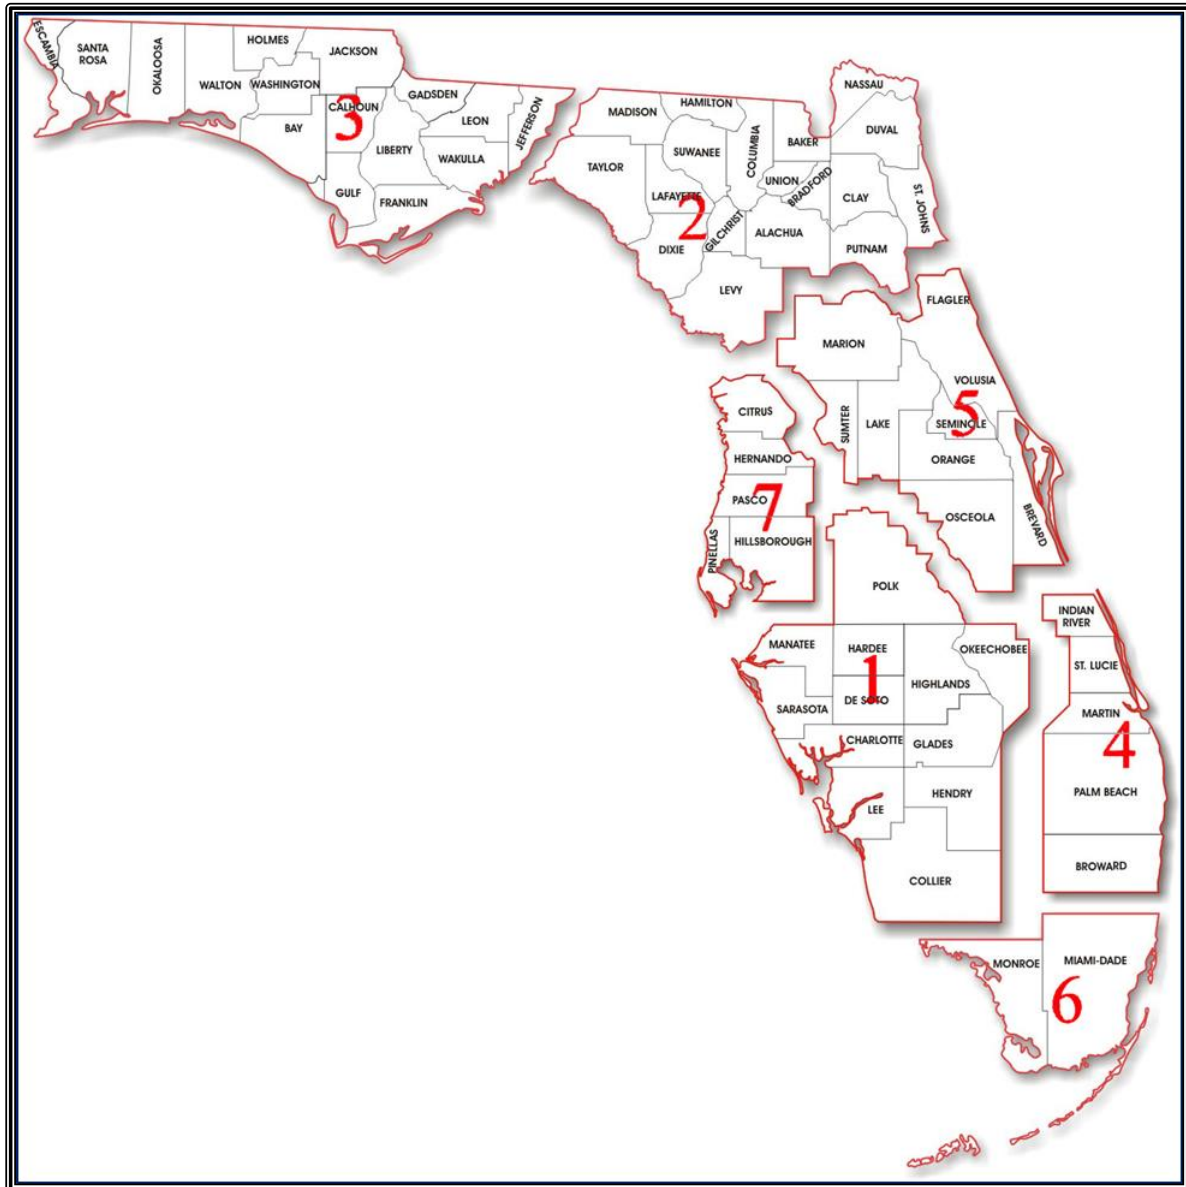 ESCAMBIA
SANTA
ROSA
OKALOOSA
WALTON
HOLMES
WASHINGTON
JACKSON
BAY
CALHOUN
3
GULF
LIBERTY
GADSDEN
FRANKLIN
LEON
WAKULLA
JEFFERSON
MADISON
HAMILTON
TAYLOR
SUWANEE
COLUMBIA
BAKER
NASSAU
DUVAL
LAFAYETTE
2
UNION
BRADFORD
CLAY
ST. JOHNS
DIXIE
GILCHRIST
ALACHUA
PUTNAM
LEVY
FLAGLER
MARION
VOLUSIA
5
SUMTER
LAKE
SEMINOLE
ORANGE
OSCEOLA
BREVARD
CITRUS
HERNANDO
PASCO
7
PINELLAS
HILLSBOROUGH
POLK
MANATEE
HARDEE
OKEECHOBEE
1
HIGHLANDS
DE SOTO
SARASOTA
CHARLOTTE
GLADES
LEE
HENDRY
COLLIER
INDIAN
RIVER
ST. LUCIE
MARTIN
4
PALM BEACH
BROWARD
MONROE
MIAMI-DADE
6